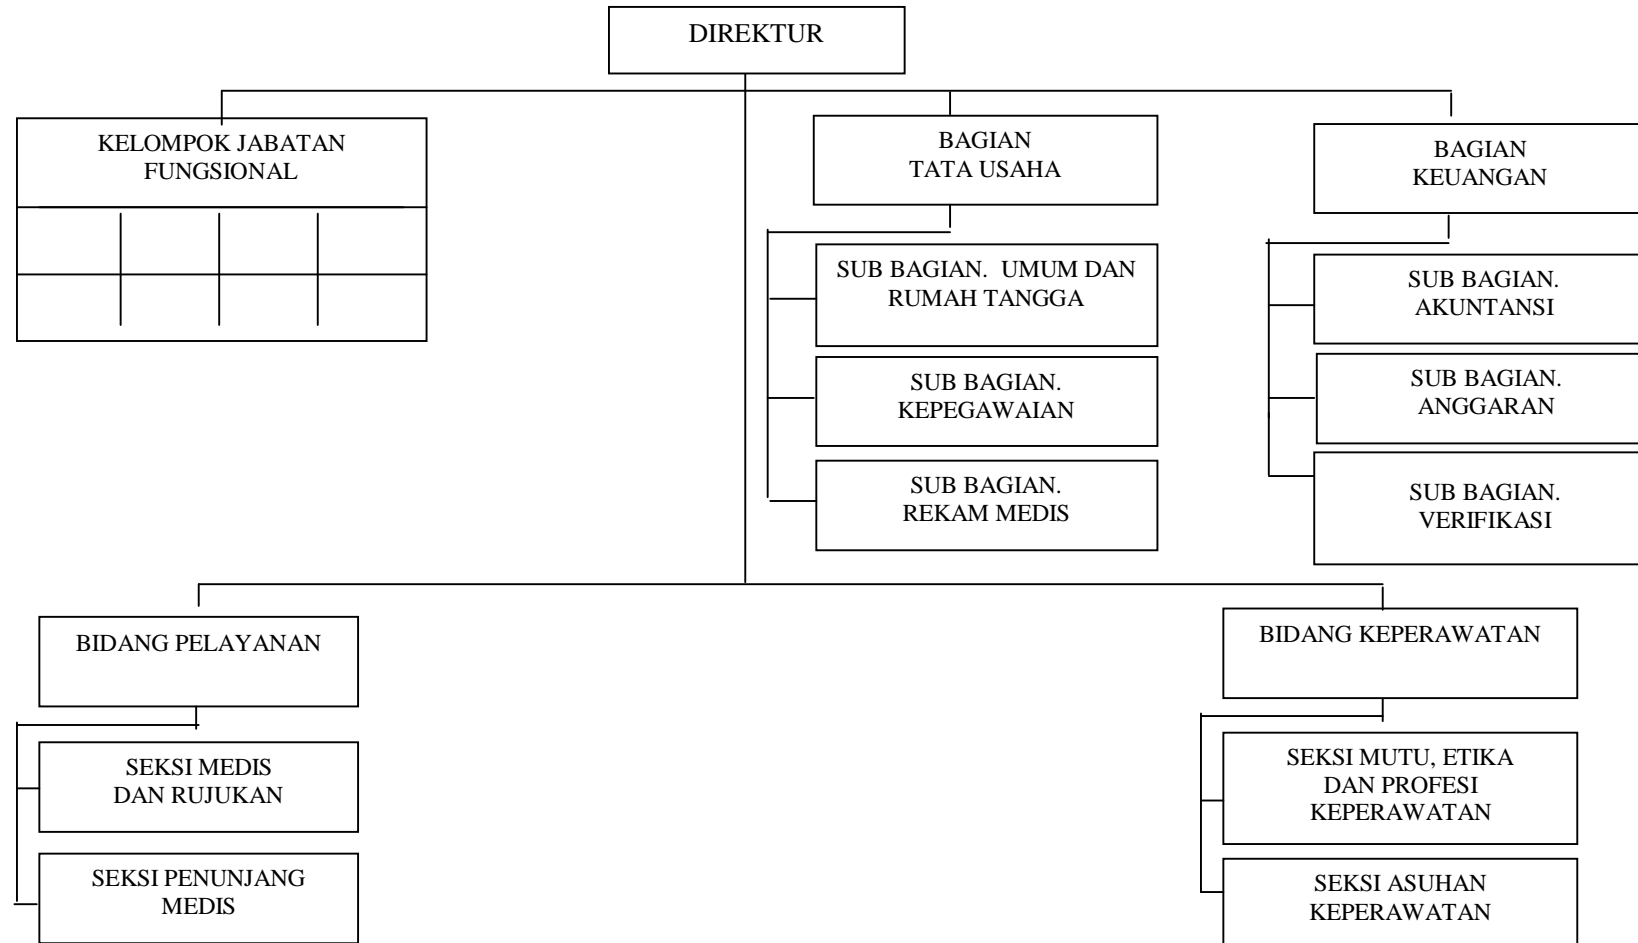 DIREKTUR
KELOMPOK JABATAN
FUNGSIONAL
BAGIAN
TATA USAHA
BAGIAN
KEUANGAN
SUB BAGIAN. UMUM DAN
RUMAH TANGGA
SUB BAGIAN.
KEPEGAWAIAN
SUB BAGIAN.
REKAM MEDIS
SUB BAGIAN.
AKUNTANSI
SUB BAGIAN.
ANGGARAN
SUB BAGIAN.
VERIFIKASI
BIDANG PELAYANAN
SEKSI MEDIS
DAN RUJUKAN
SEKSI PENUNJANG
MEDIS
BIDANG KEPERAWATAN
SEKSI MUTU, ETIKA
DAN PROFESI
KEPERAWATAN
SEKSI ASUHAN
KEPERAWATAN